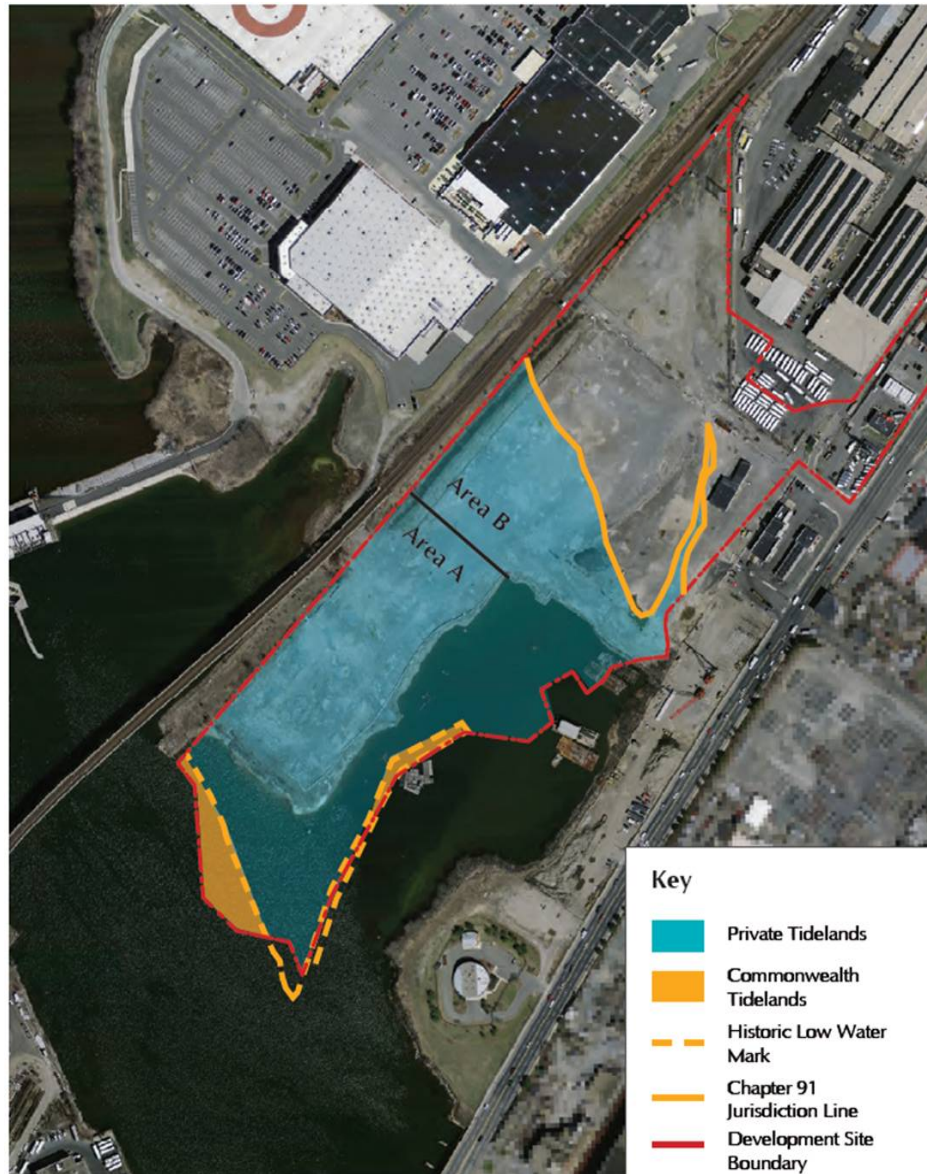 Area B
Area A
Key
Private Tidelands
Commonwealth
Tidelands
Historic Low Water
Mark
Chapter 91
Jurisdiction Line
Development Site
Boundary